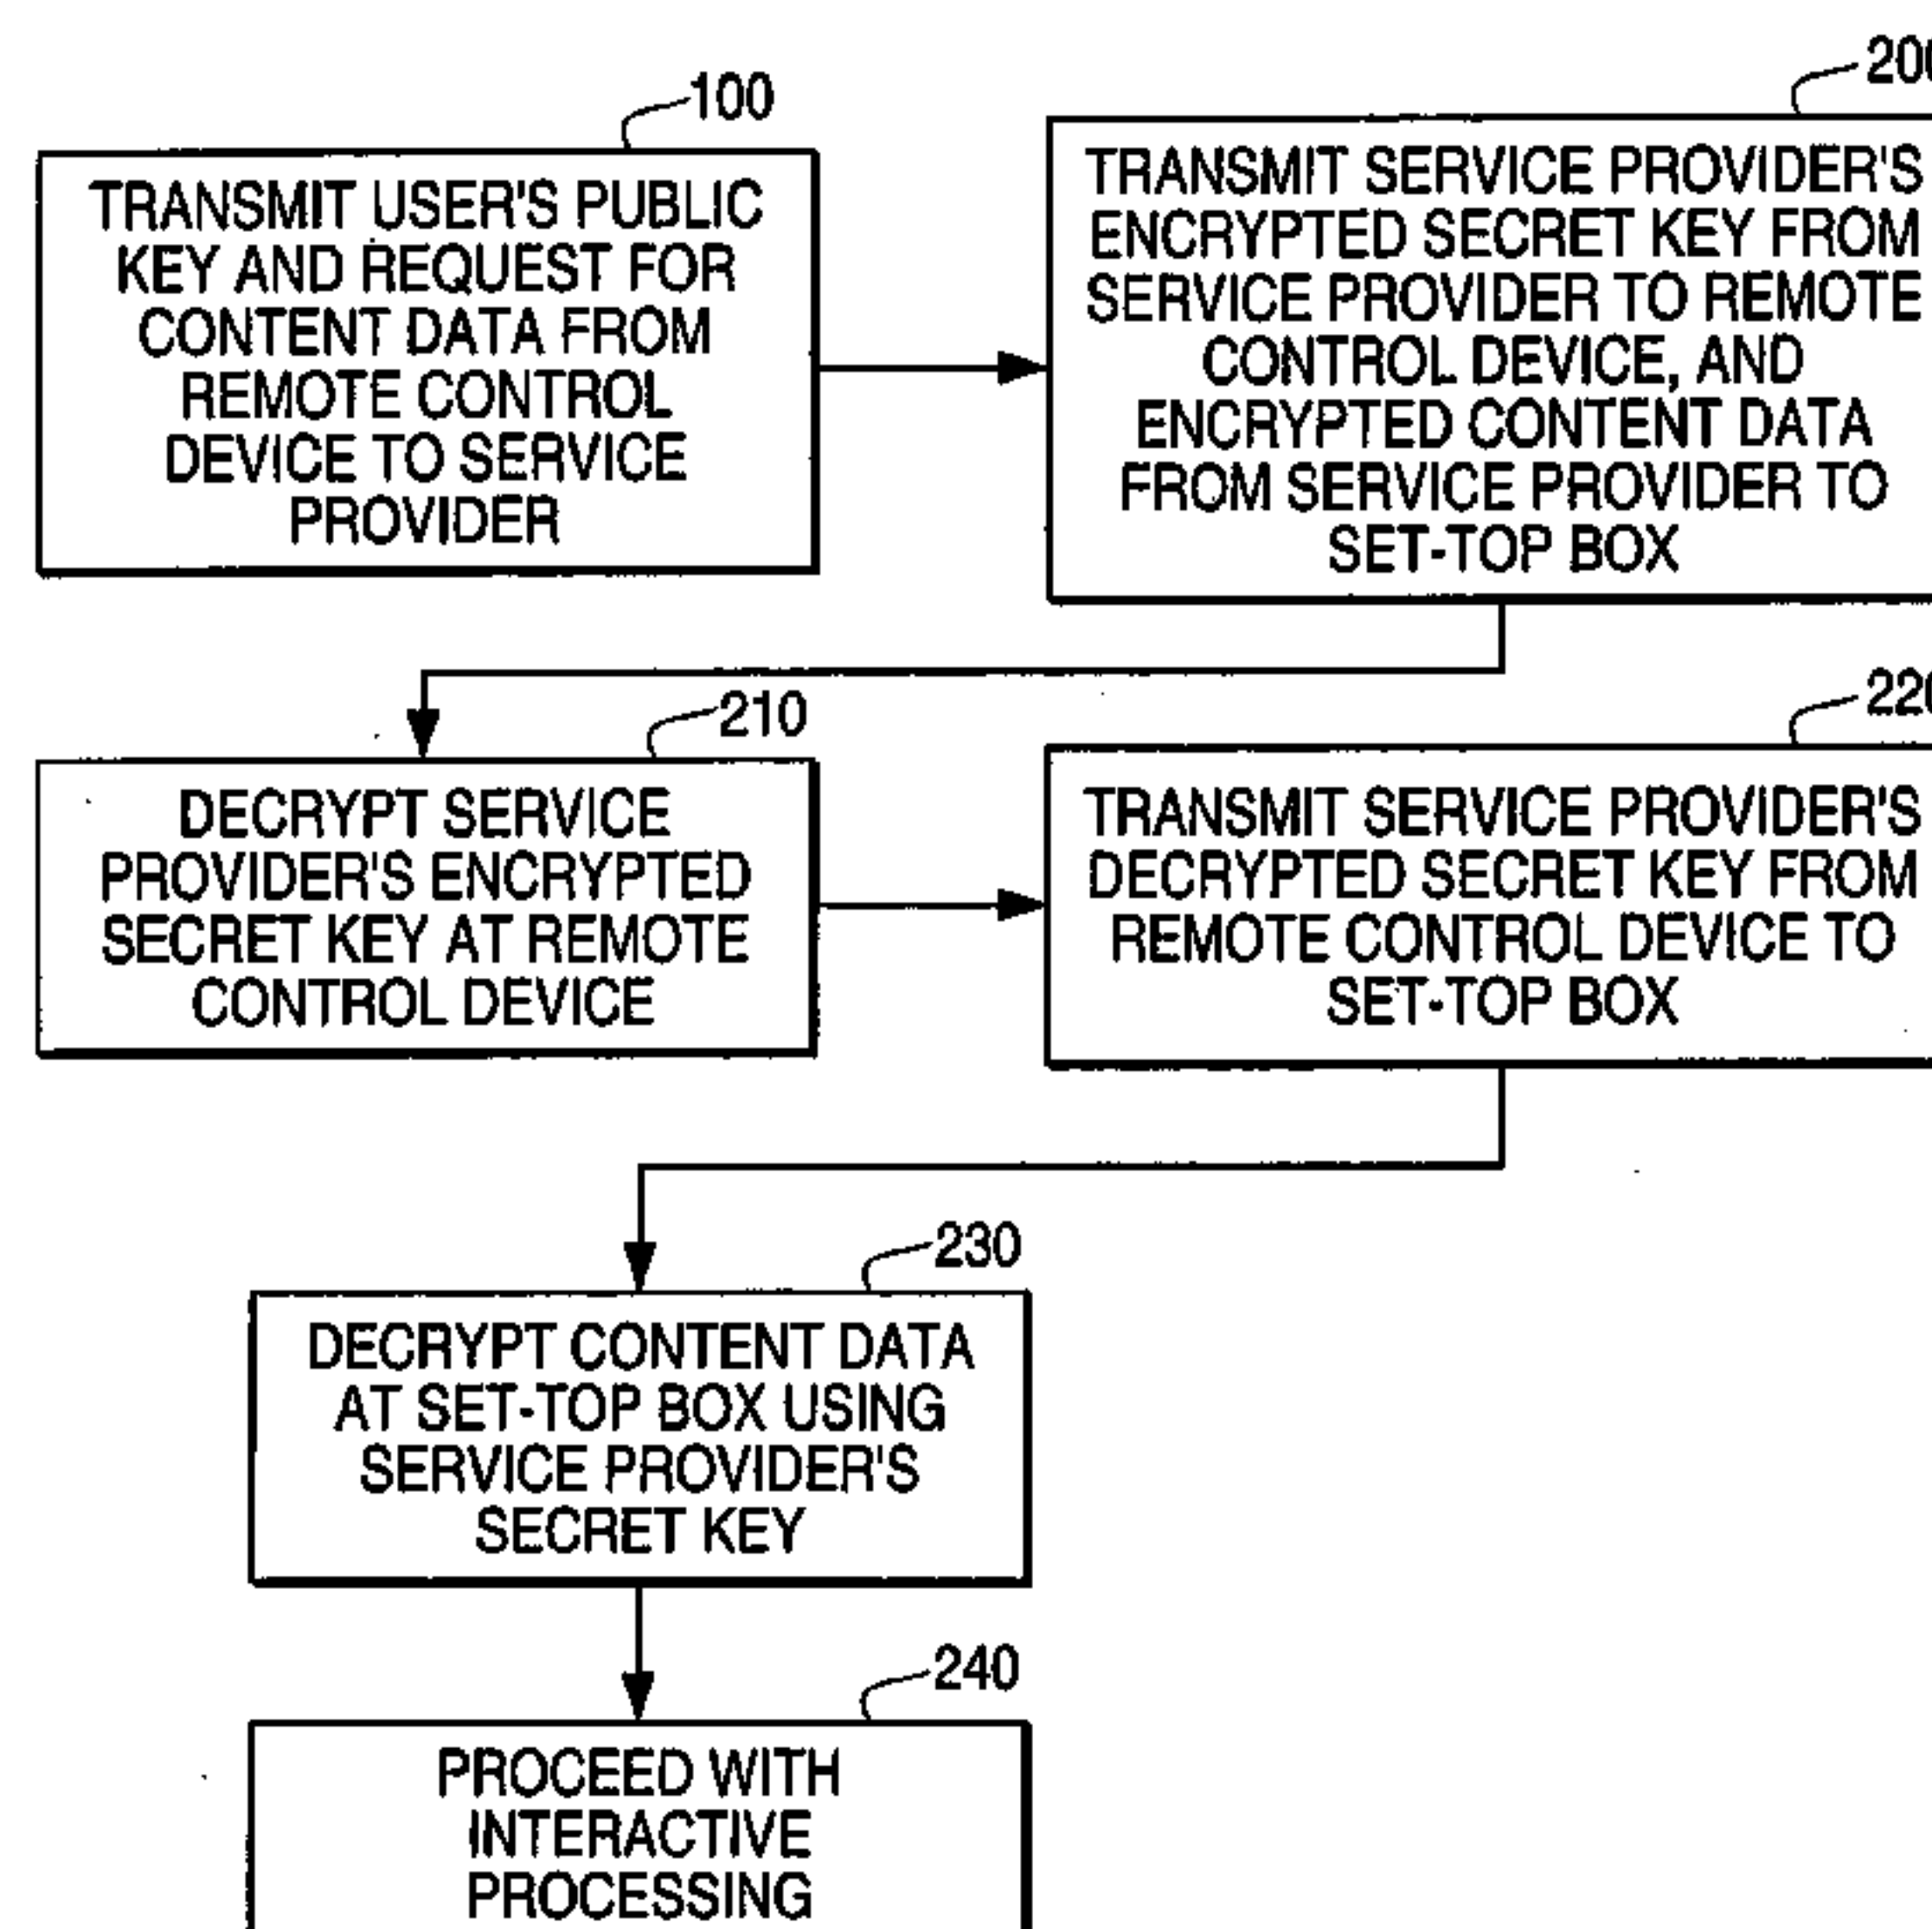 100
TRANSMIT USER'S PUBLIC
KEY AND REQUEST FOR
CONTENT DATA FROM
REMOTE CONTROL
DEVICE TO SERVICE
PROVIDER
200
TRANSMIT SERVICE PROVIDER'S
ENCRYPTED SECRET KEY FROM
SERVICE PROVIDER TO REMOTE
CONTROL DEVICE, AND
ENCRYPTED CONTENT DATA
FROM SERVICE PROVIDER TO
SET-TOP BOX
210
DECRYPT SERVICE
PROVIDER'S ENCRYPTED
SECRET KEY AT REMOTE
CONTROL DEVICE
220
TRANSMIT SERVICE PROVIDER'S
DECRYPTED SECRET KEY FROM
REMOTE CONTROL DEVICE TO
SET-TOP BOX
230
DECRYPT CONTENT DATA
AT SET-TOP BOX USING
SERVICE PROVIDER'S
SECRET KEY
240
PROCEED WITH
INTERACTIVE
PROCESSING